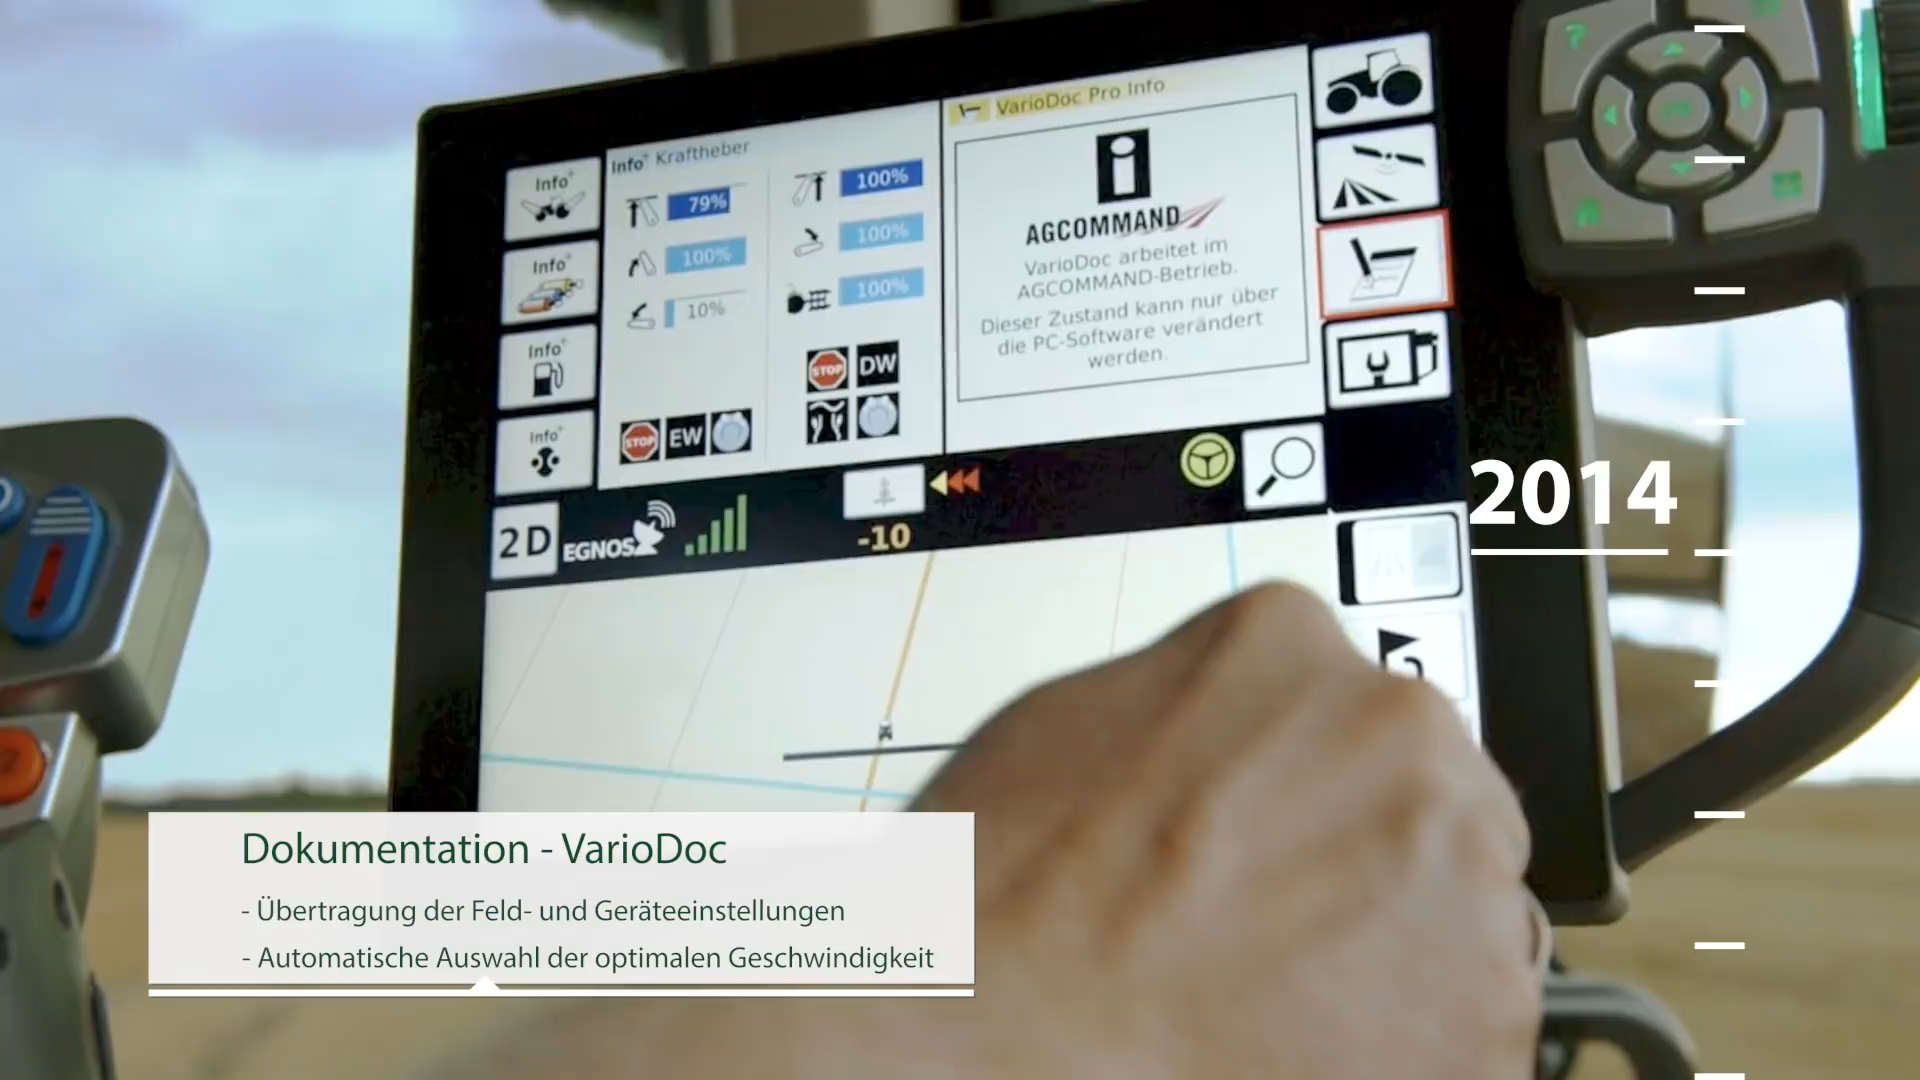 Info⁺ Kraftheber
VarioDoc Pro Info
Info⁺
Info⁺
Info⁺
Info⁺
79%
100%
100%
100%
10%
100%
STOP
DW
STOP
EW
AGCOMMAND
VarioDoc arbeitet im
AGCOMMAND-Betrieb.
Dieser Zustand kann nur über
die PC-Software verändert
werden.
2D
EGNOS
-10
?
2014
Dokumentation - VarioDoc
- Übertragung der Feld- und Geräteeinstellungen
- Automatische Auswahl der optimalen Geschwindigkeit